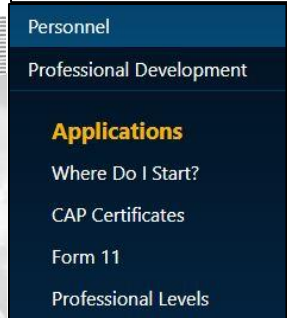 Personnel
Professional Development
Applications
Where Do I Start?
CAP Certificates
Form 11
Professional Levels